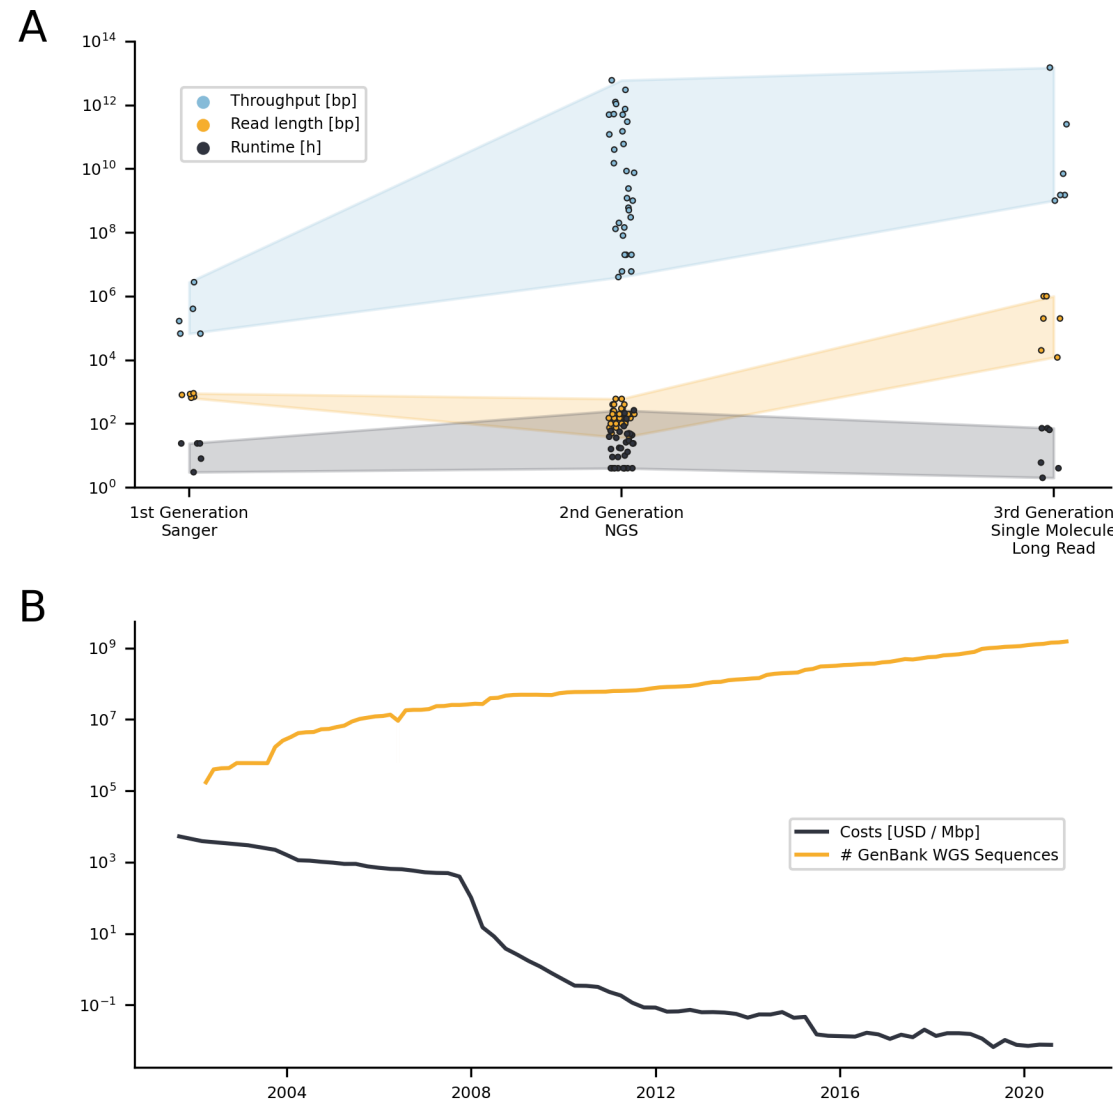 A
10^14
10^12
10^10
10^8
10^6
10^4
10^2
10^0
Throughput [bp]
Read length [bp]
Runtime [h]
1st Generation
Sanger
2nd Generation
NGS
3rd Generation
Single Molecule
Long Read
B
10^9
10^7
10^5
10^3
10^1
10^−1
Costs [USD / Mbp]
# GenBank WGS Sequences
2004
2008
2012
2016
2020